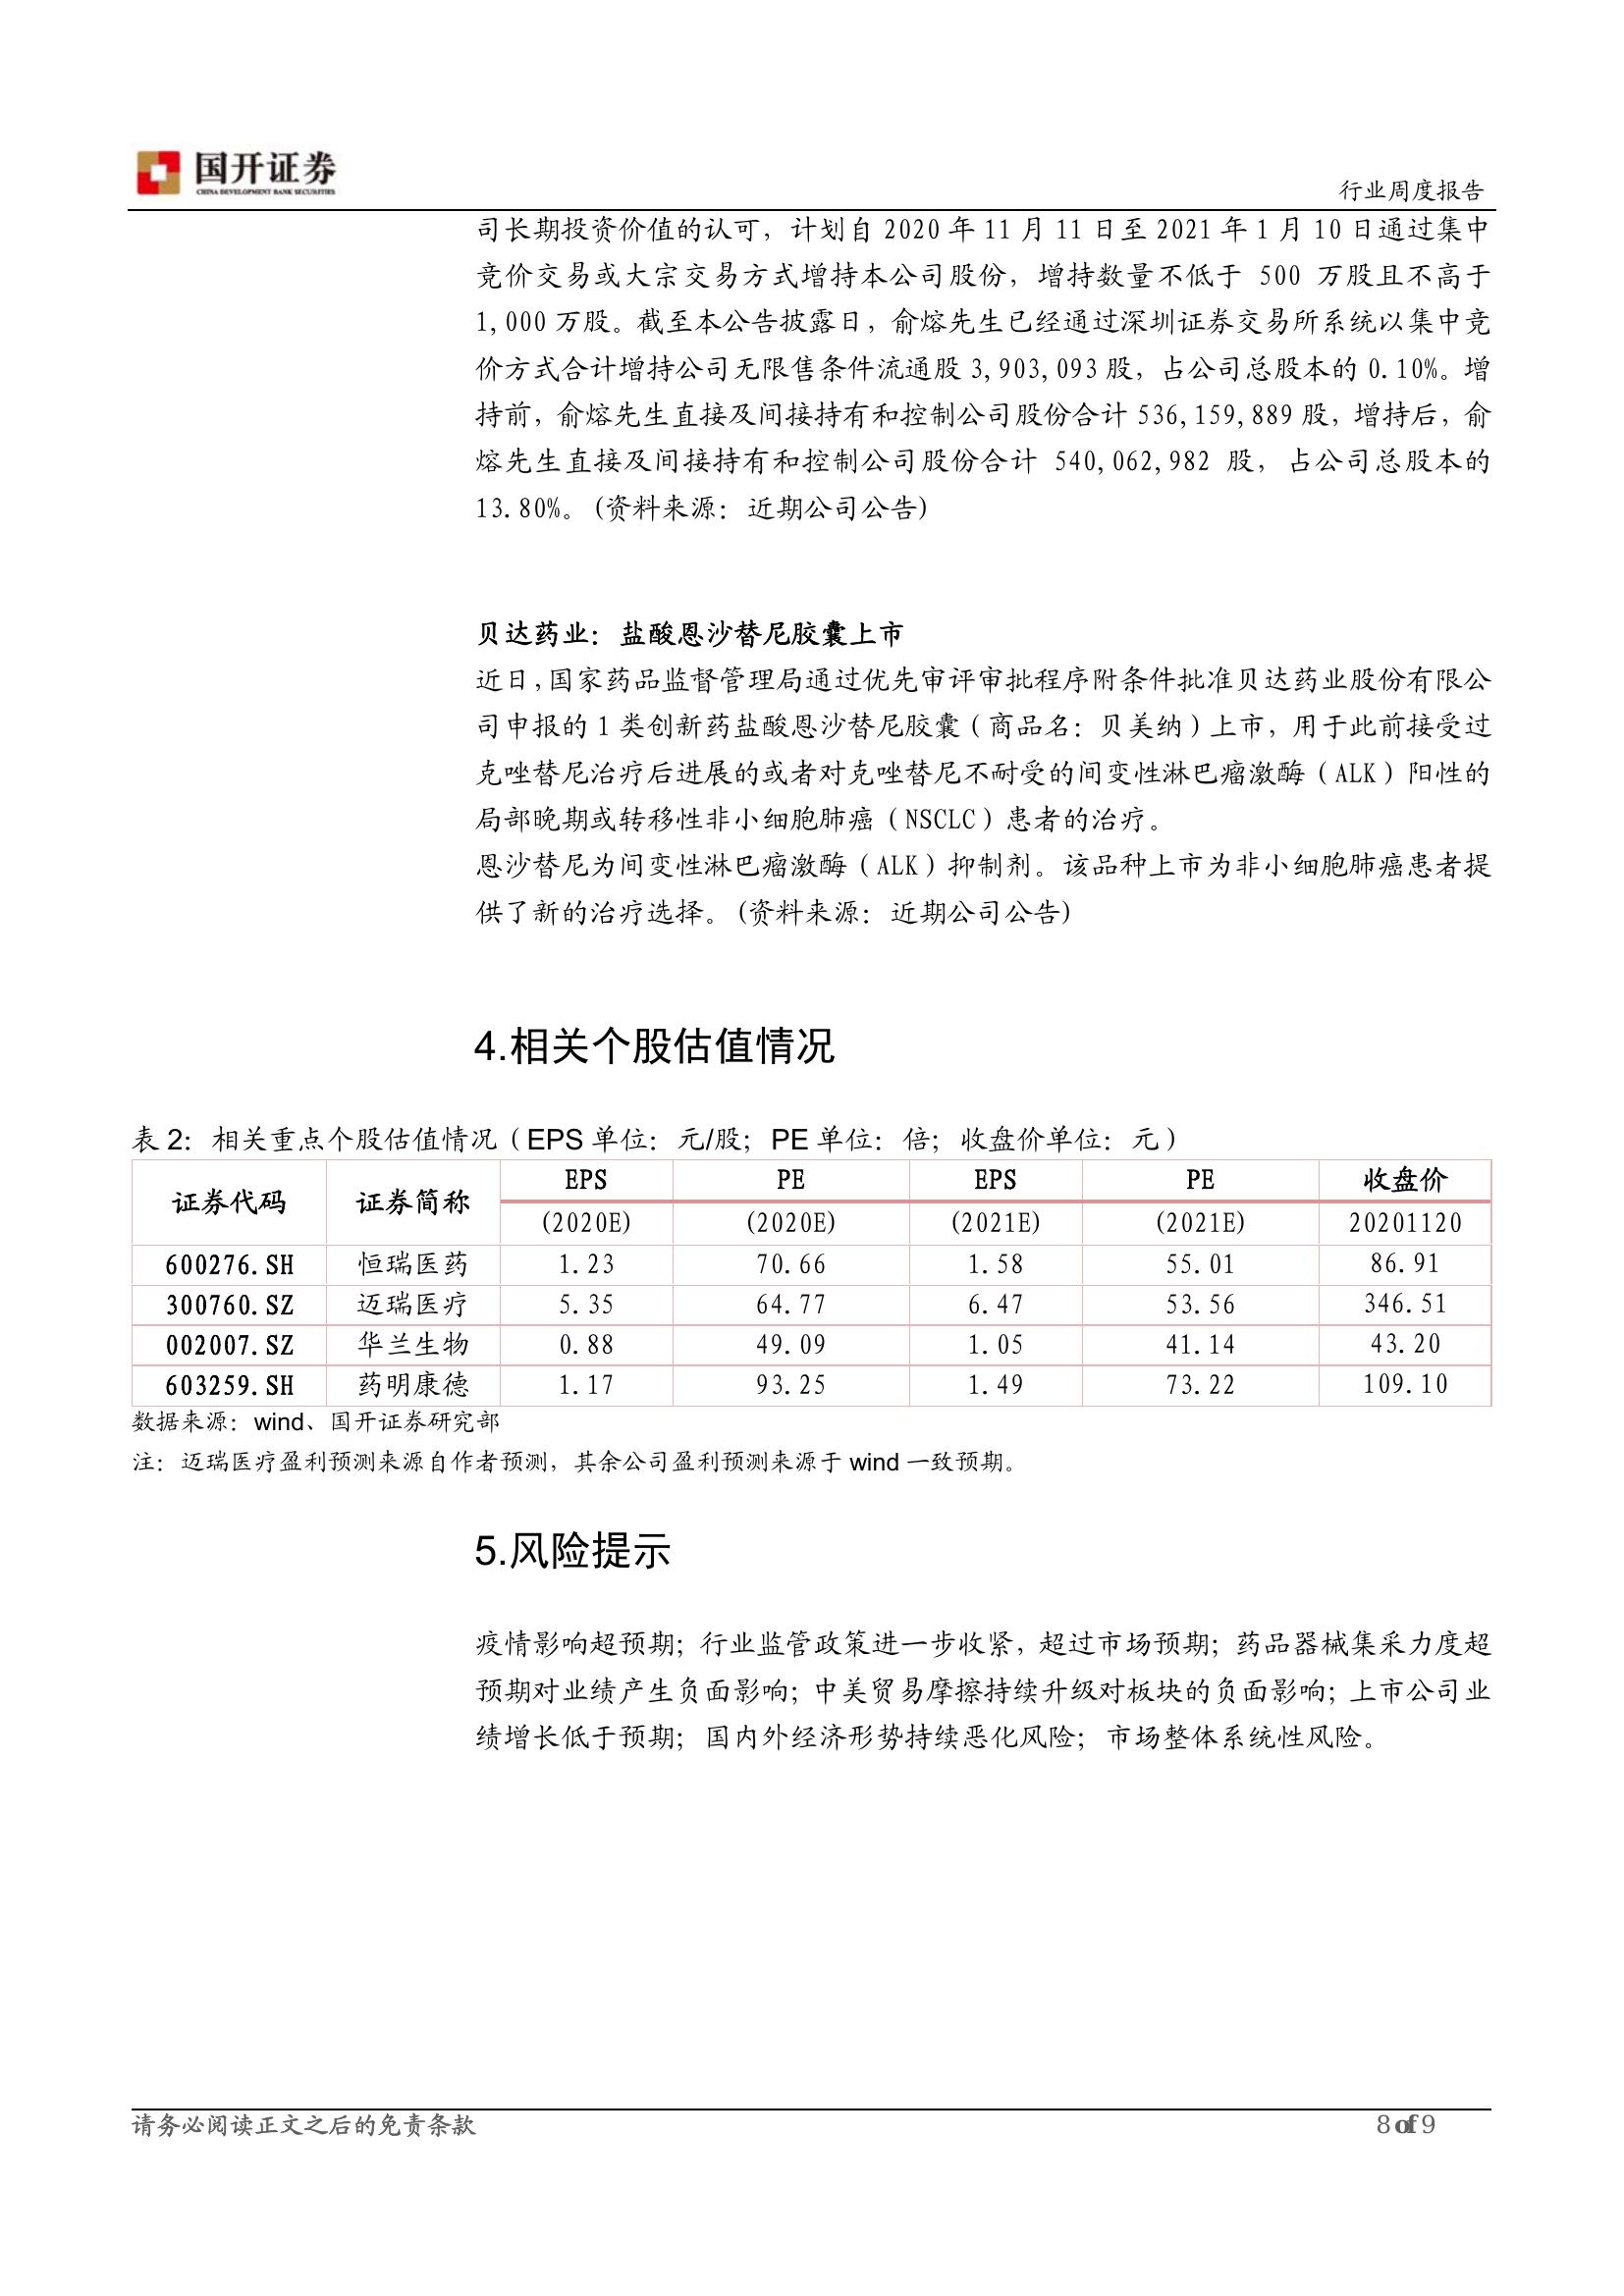 国开证券
CHINA DEVELOPMENT BANK SECURITIES
行业周度报告
司长期投资价值的认可，计划自 2020 年 11 月 11 日至 2021 年 1 月 10 日通过集中
竞价交易或大宗交易方式增持本公司股份，增持数量不低于 500 万股且不高于
1,000 万股。截至本公告披露日，俞熔先生已经通过深圳证券交易所系统以集中竞
价方式合计增持公司无限售条件流通股 3,903,093 股，占公司总股本的 0.10%。增
持前，俞熔先生直接及间接持有和控制公司股份合计 536,159,889 股，增持后，俞
熔先生直接及间接持有和控制公司股份合计 540,062,982 股，占公司总股本的
13.80%。(资料来源：近期公司公告)
贝达药业：盐酸恩沙替尼胶囊上市
近日，国家药品监督管理局通过优先审评审批程序附条件批准贝达药业股份有限公
司申报的 1 类创新药盐酸恩沙替尼胶囊（商品名：贝美纳）上市，用于此前接受过
克唑替尼治疗后进展的或者对克唑替尼不耐受的间变性淋巴瘤激酶（ALK）阳性的
局部晚期或转移性非小细胞肺癌（NSCLC）患者的治疗。
恩沙替尼为间变性淋巴瘤激酶（ALK）抑制剂。该品种上市为非小细胞肺癌患者提
供了新的治疗选择。(资料来源：近期公司公告)
4.相关个股估值情况
表 2：相关重点个股估值情况（EPS 单位：元/股；PE 单位：倍；收盘价单位：元）
证券代码 证券简称 EPS PE EPS PE 收盘价
(2020E) (2020E) (2021E) (2021E) 20201120
600276.SH 恒瑞医药 1.23 70.66 1.58 55.01 86.91
300760.SZ 迈瑞医疗 5.35 64.77 6.47 53.56 346.51
002007.SZ 华兰生物 0.88 49.09 1.05 41.14 43.20
603259.SH 药明康德 1.17 93.25 1.49 73.22 109.10
数据来源：wind、国开证券研究部
注：迈瑞医疗盈利预测来源自作者预测，其余公司盈利预测来源于 wind 一致预期。
5.风险提示
疫情影响超预期；行业监管政策进一步收紧，超过市场预期；药品器械集采力度超
预期对业绩产生负面影响；中美贸易摩擦持续升级对板块的负面影响；上市公司业
绩增长低于预期；国内外经济形势持续恶化风险；市场整体系统性风险。
请务必阅读正文之后的免责条款
8 of 9